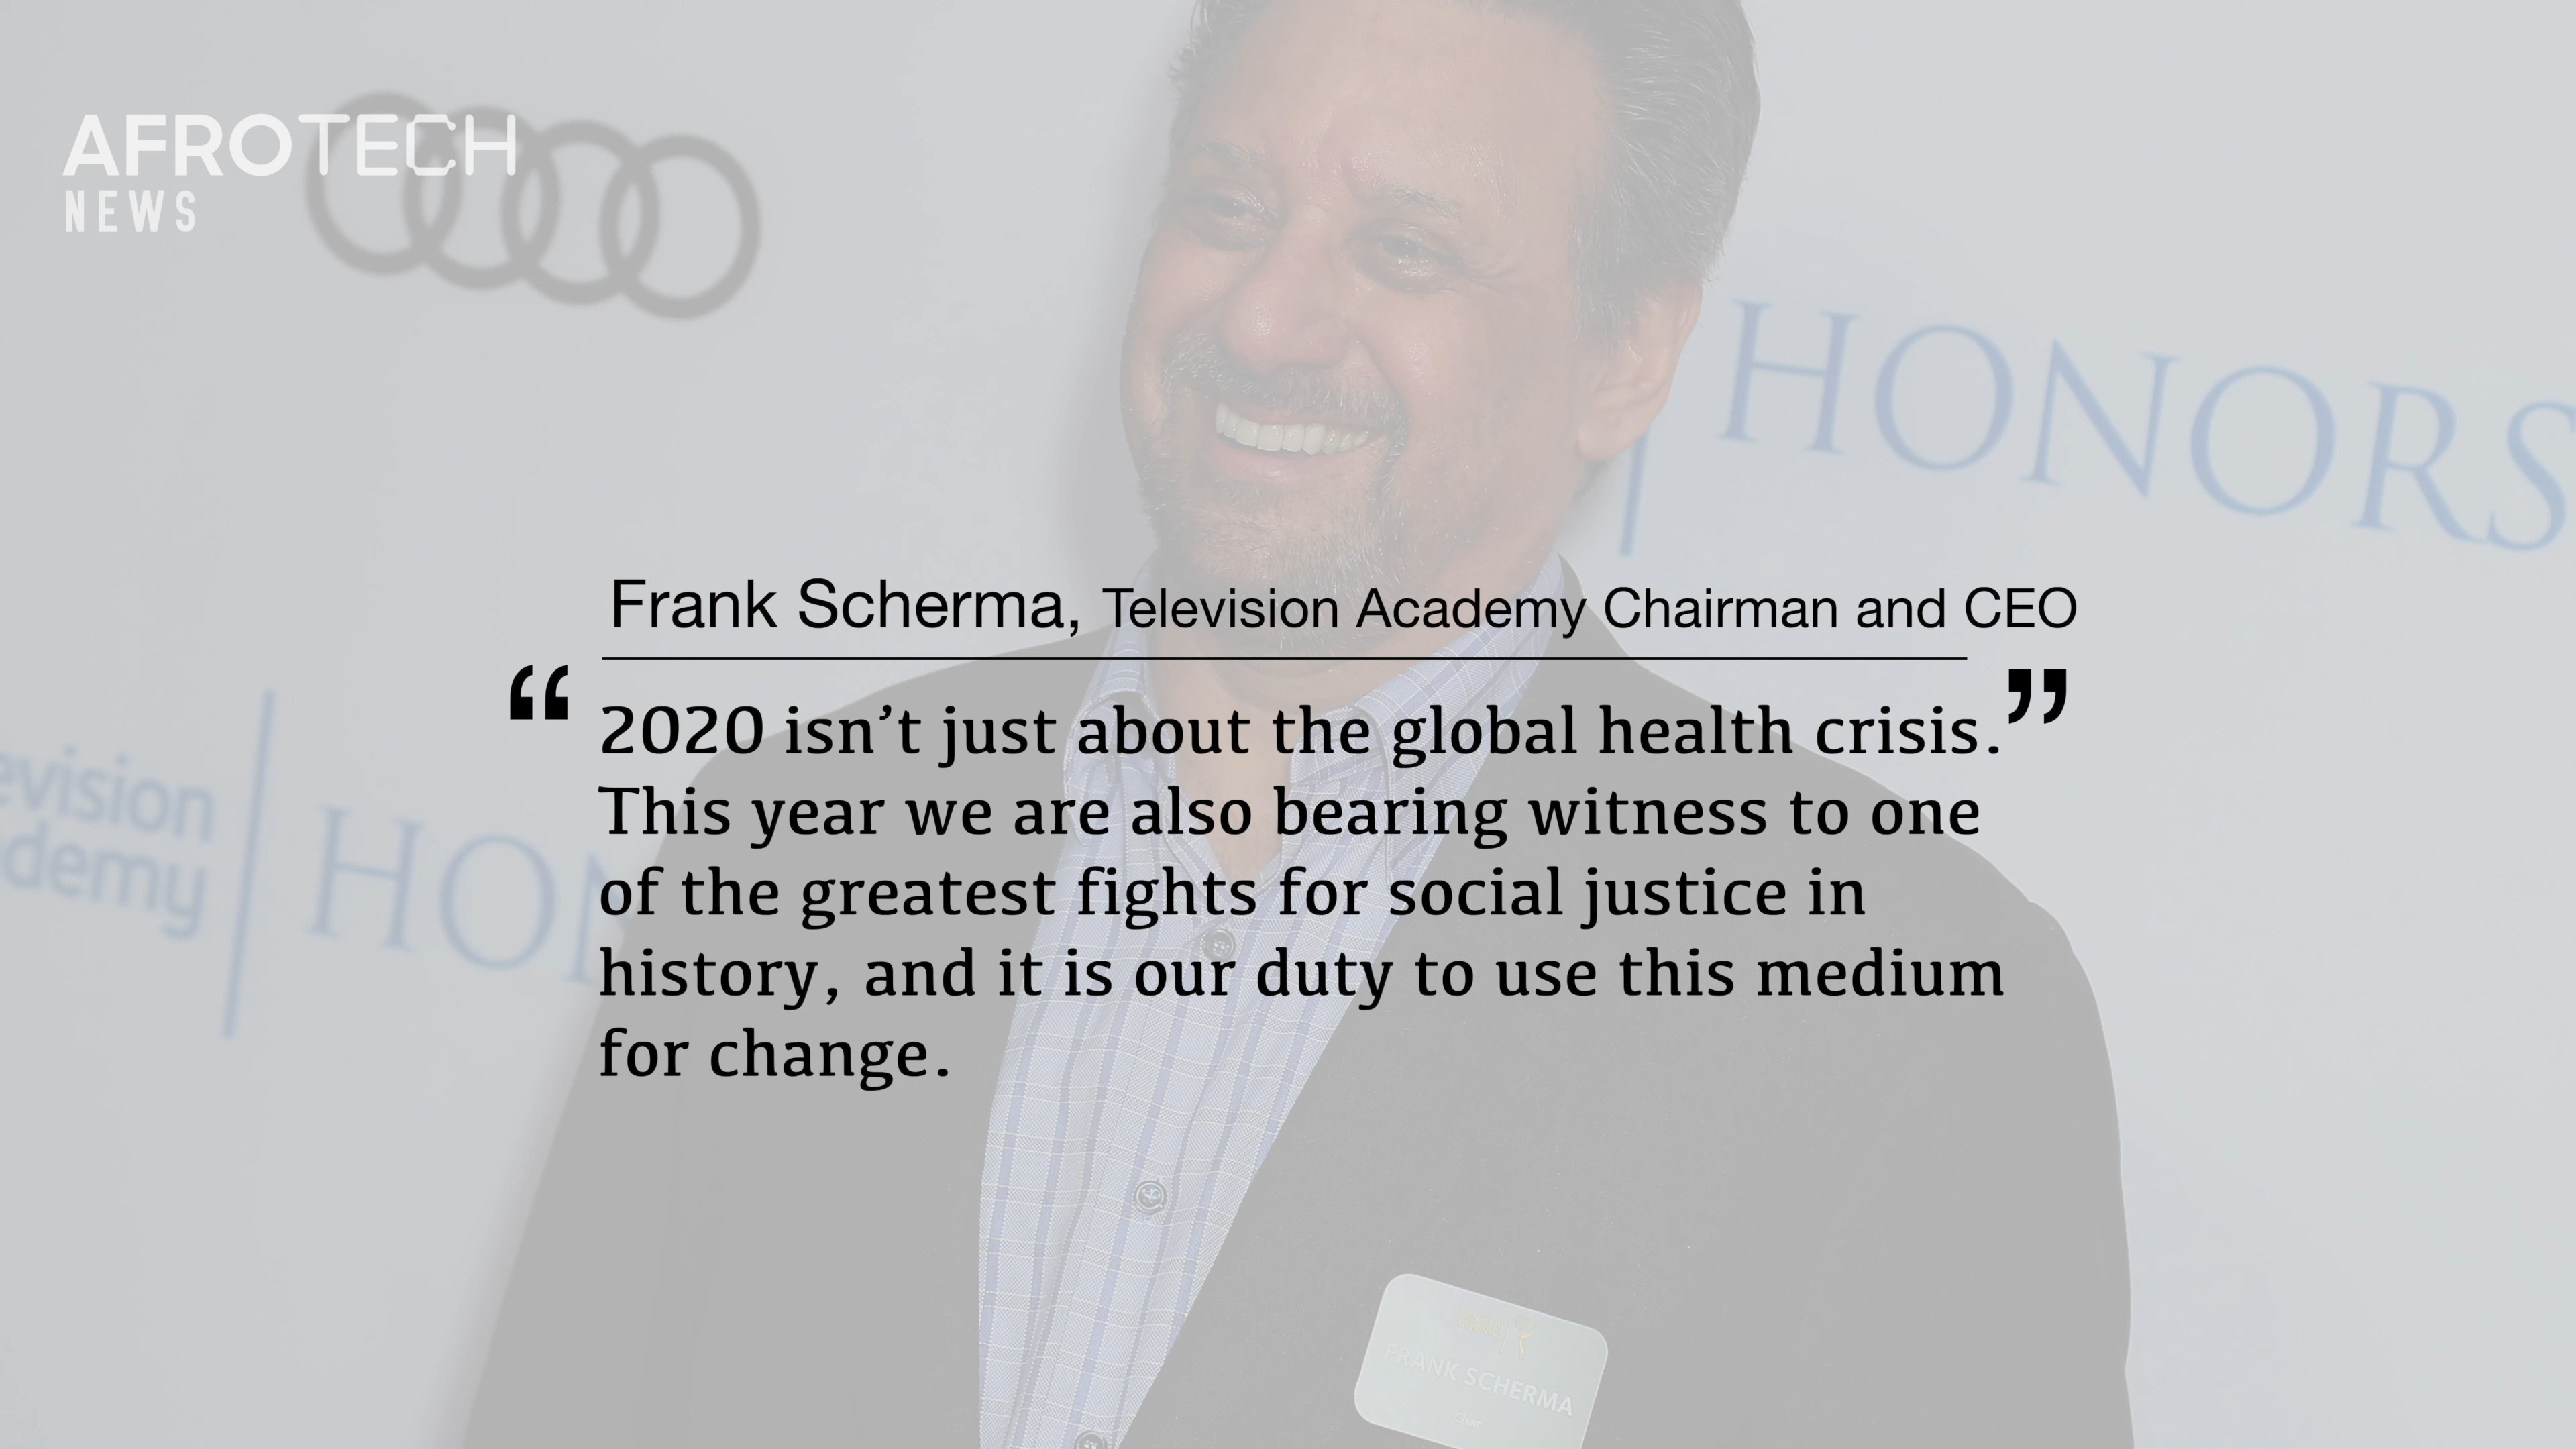 AFROTECH
NEWS
HONORS
Frank Scherma, Television Academy Chairman and CEO
“ 2020 isn’t just about the global health crisis.”
This year we are also bearing witness to one
of the greatest fights for social justice in
history, and it is our duty to use this medium
for change.
evision
demy
HON
FRANK SCHERMA
Chair